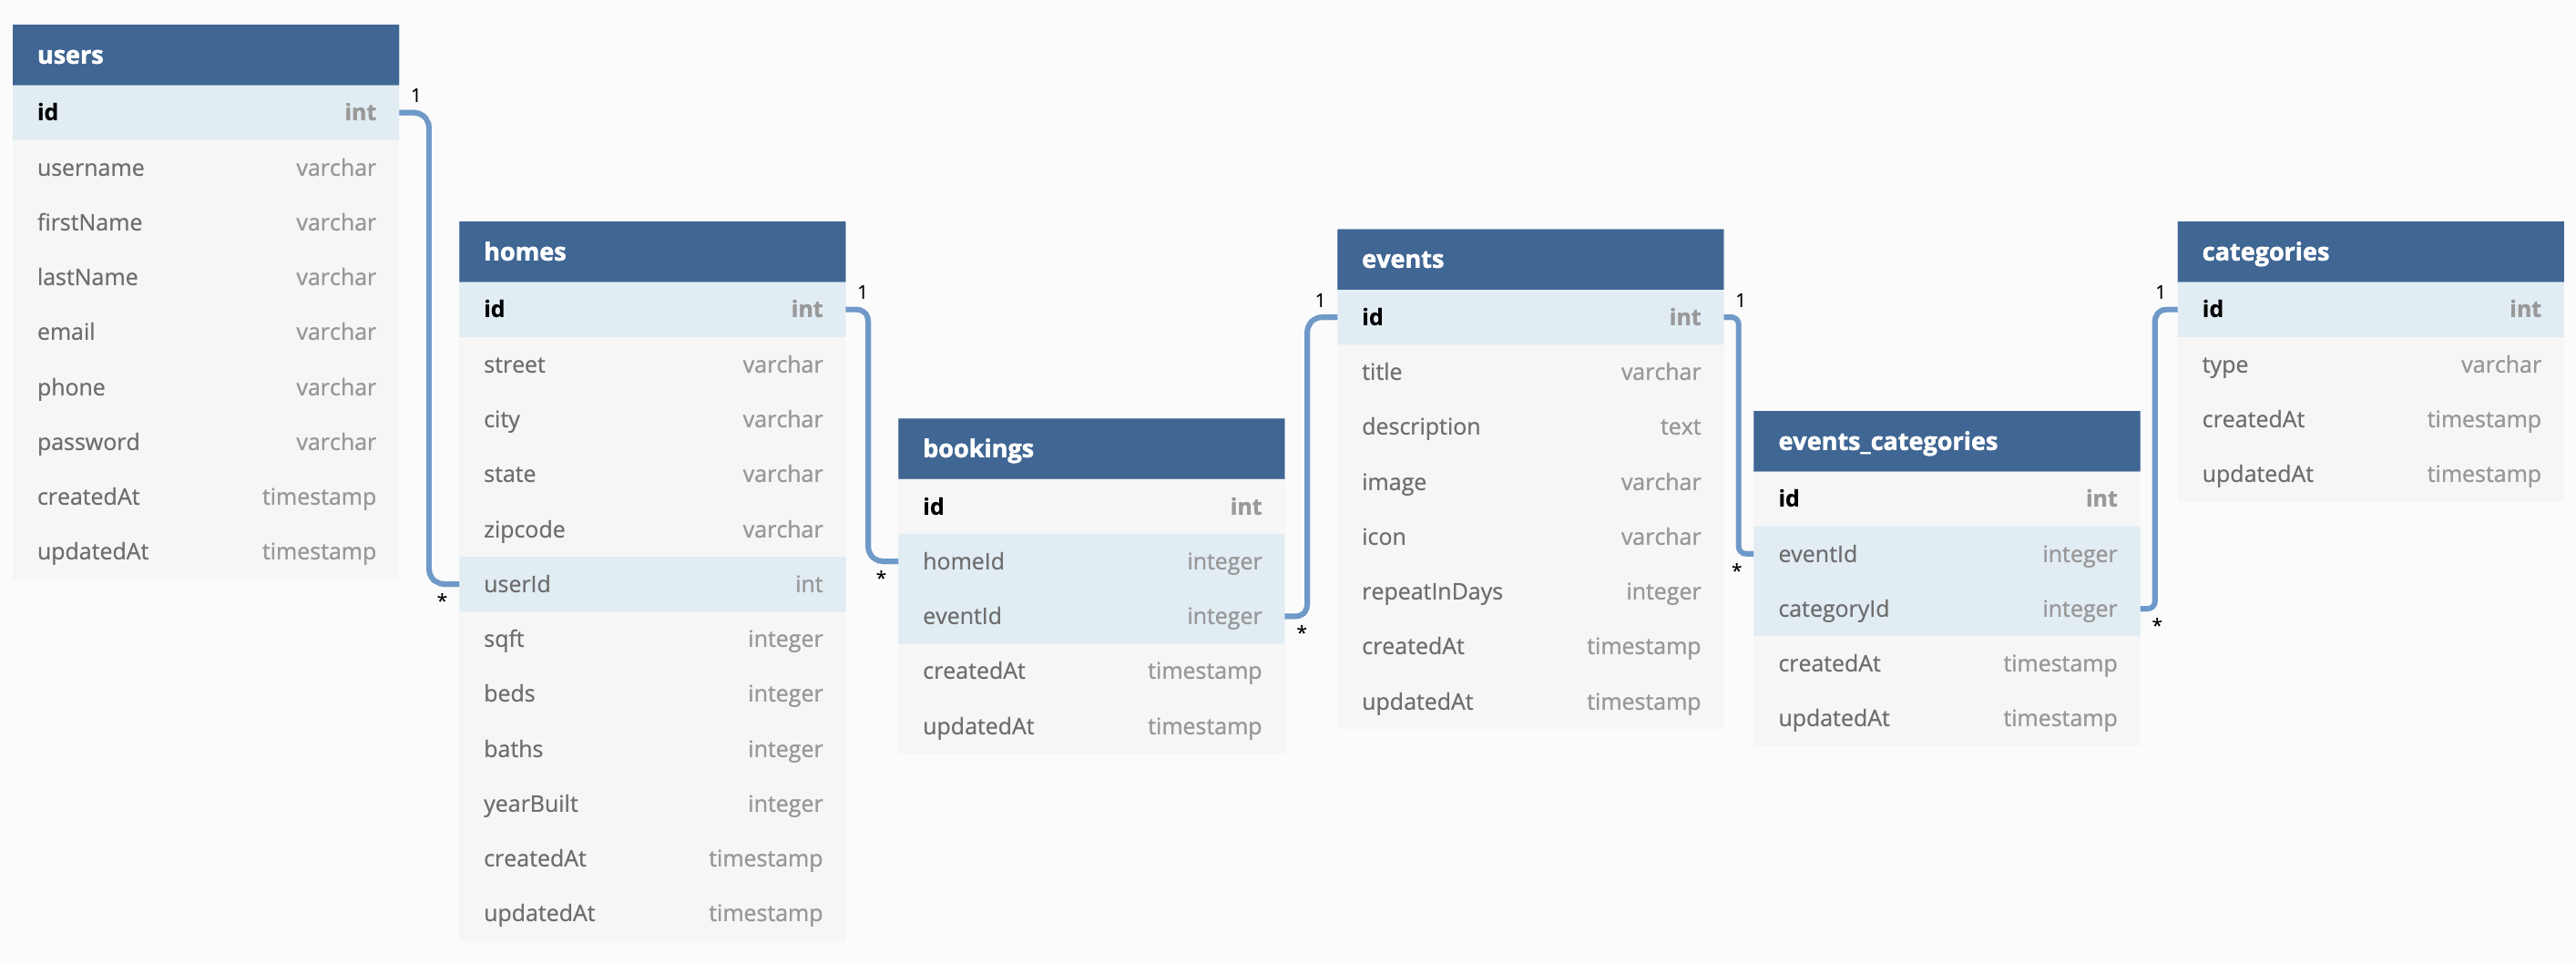 users
id int
username varchar
firstName varchar
lastName varchar
email varchar
phone varchar
password varchar
createdAt timestamp
updatedAt timestamp
1
*
homes
id int
street varchar
city varchar
state varchar
zipcode varchar
userId int
sqft integer
beds integer
baths integer
yearBuilt integer
createdAt timestamp
updatedAt timestamp
1
*
bookings
id int
homeId integer
eventId integer
createdAt timestamp
updatedAt timestamp
*
1
events
id int
title varchar
description text
image varchar
icon varchar
repeatInDays integer
createdAt timestamp
updatedAt timestamp
1
*
events_categories
id int
eventId integer
categoryId integer
createdAt timestamp
updatedAt timestamp
*
1
categories
id int
type varchar
createdAt timestamp
updatedAt timestamp